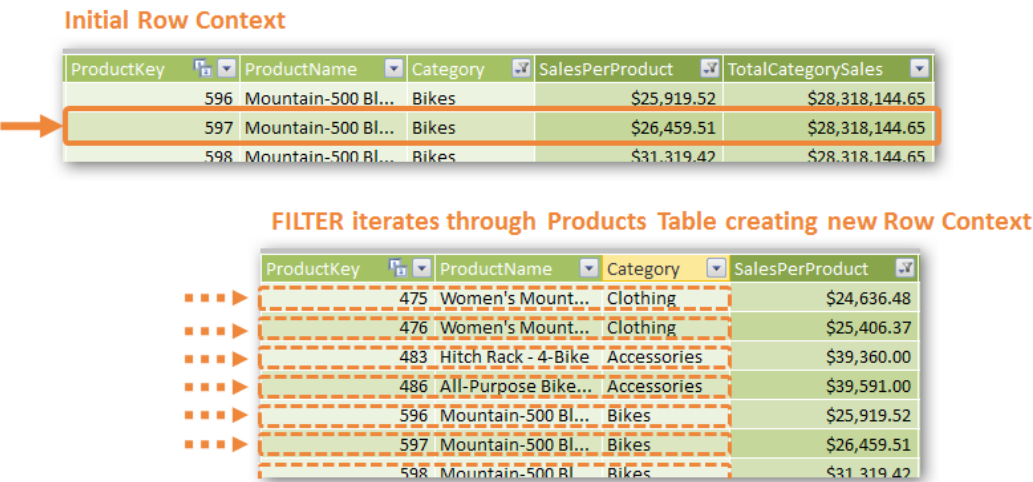 Initial Row Context
ProductKey ProductName Category SalesPerProduct TotalCategorySales
596 Mountain-500 Bl... Bikes $25,919.52 $28,318,144.65
597 Mountain-500 Bl... Bikes $26,459.51 $28,318,144.65
598 Mountain-500 Bl... Bikes $31,319.42 $28,318,144.65
FILTER iterates through Products Table creating new Row Context
ProductKey ProductName Category SalesPerProduct
475 Women's Mount... Clothing $24,636.48
476 Women's Mount... Clothing $25,406.37
483 Hitch Rack - 4-Bike Accessories $39,360.00
486 All-Purpose Bike... Accessories $39,591.00
596 Mountain-500 Bl... Bikes $25,919.52
597 Mountain-500 Bl... Bikes $26,459.51
598 Mountain-500 Bl... Bikes $31,319.42